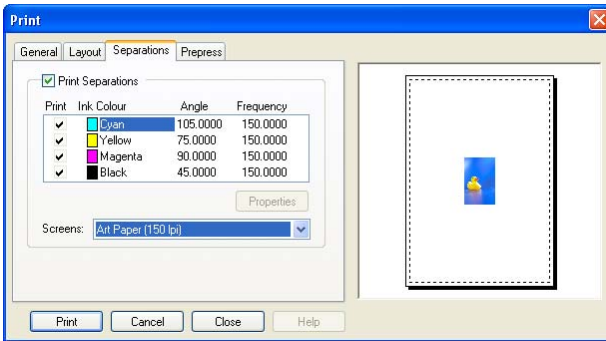 Print
General Layout Separations Prepress
Print Separations
Print Ink Colour Angle Frequency
Cyan 105.0000 150.0000
Yellow 75.0000 150.0000
Magenta 90.0000 150.0000
Black 45.0000 150.0000
Properties
Screens: Art Paper (150 lpi)
Print Cancel Close Help